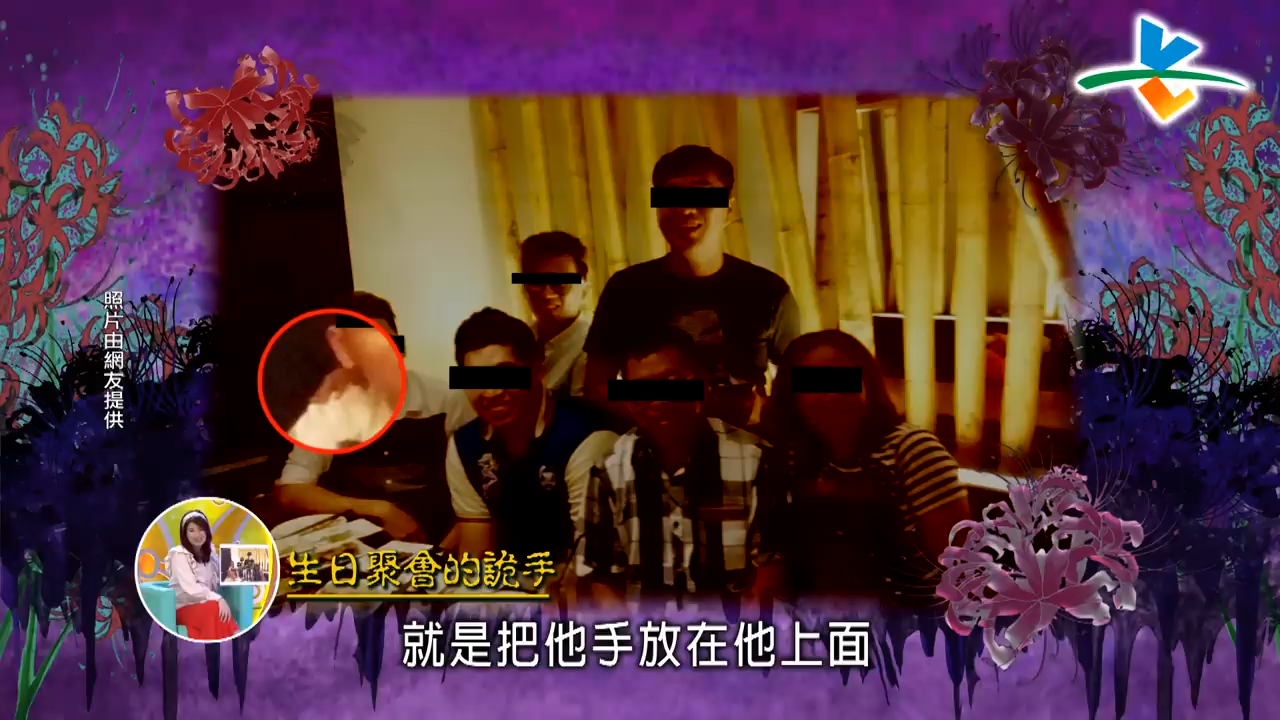 照片由網友提供
生日聚會的詭手
就是把他手放在他上面